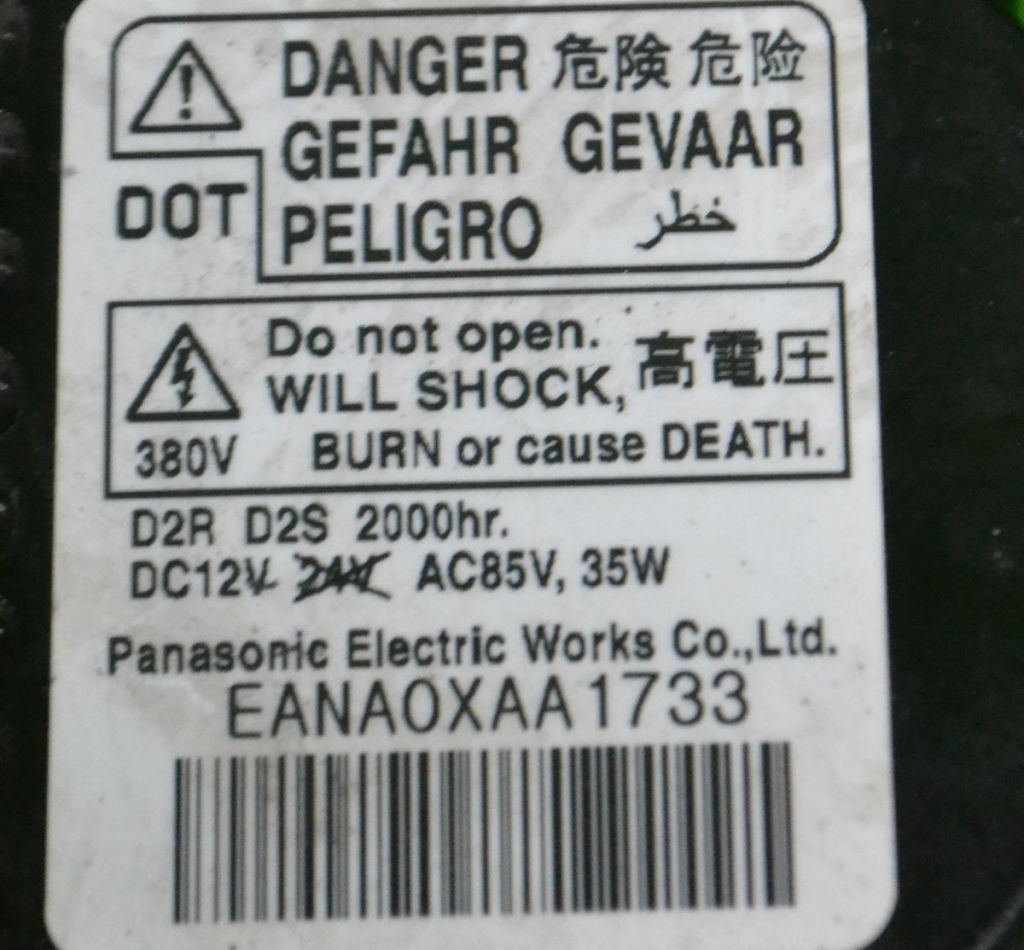 DANGER 危険 危险
GEFAHR GEVAAR
DOT
PELIGRO خطر
Do not open.
WILL SHOCK, 高電圧
380V BURN or cause DEATH.
D2R D2S 2000hr.
DC12V 24V AC85V, 35W
Panasonic Electric Works Co.,Ltd.
EANA0XAA1733